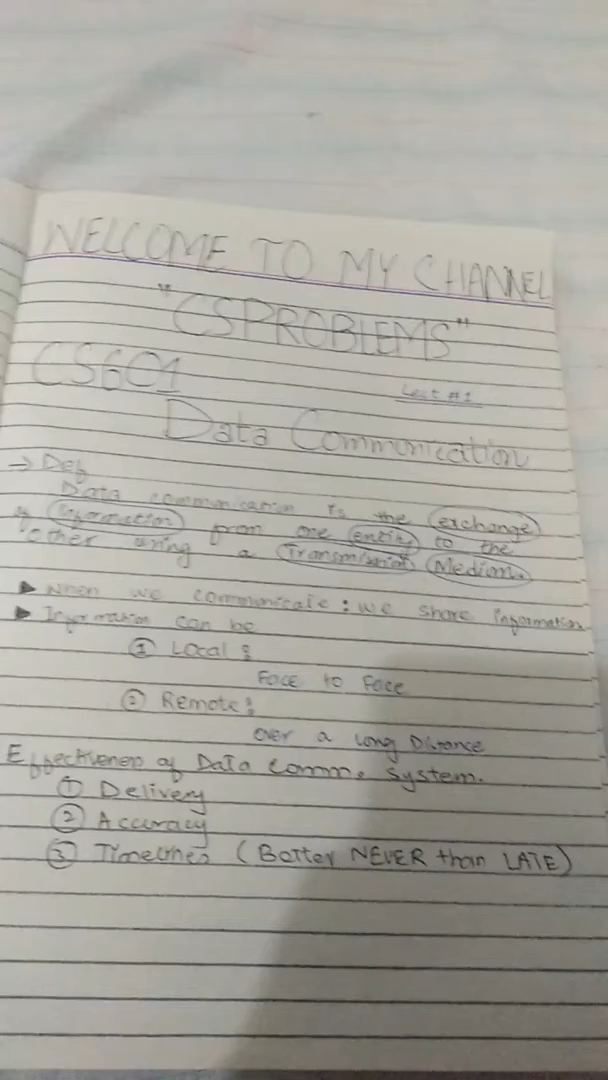 WELCOME TO MY CHANNEL
"CSPROBLEMS"
CS601
Lect #1
Data Communication
→ Def
Data communication is the exchange
of Information from one entity to the
other using a Transmission Medium.
▶ When we communicate: we share information
▶ Information can be
① Local:
Face to Face
② Remote:
over a Long Distance
Effectiveness of Data Comm. System.
① Delivery
② Accuracy
③ Timeliness (Better NEVER than LATE)